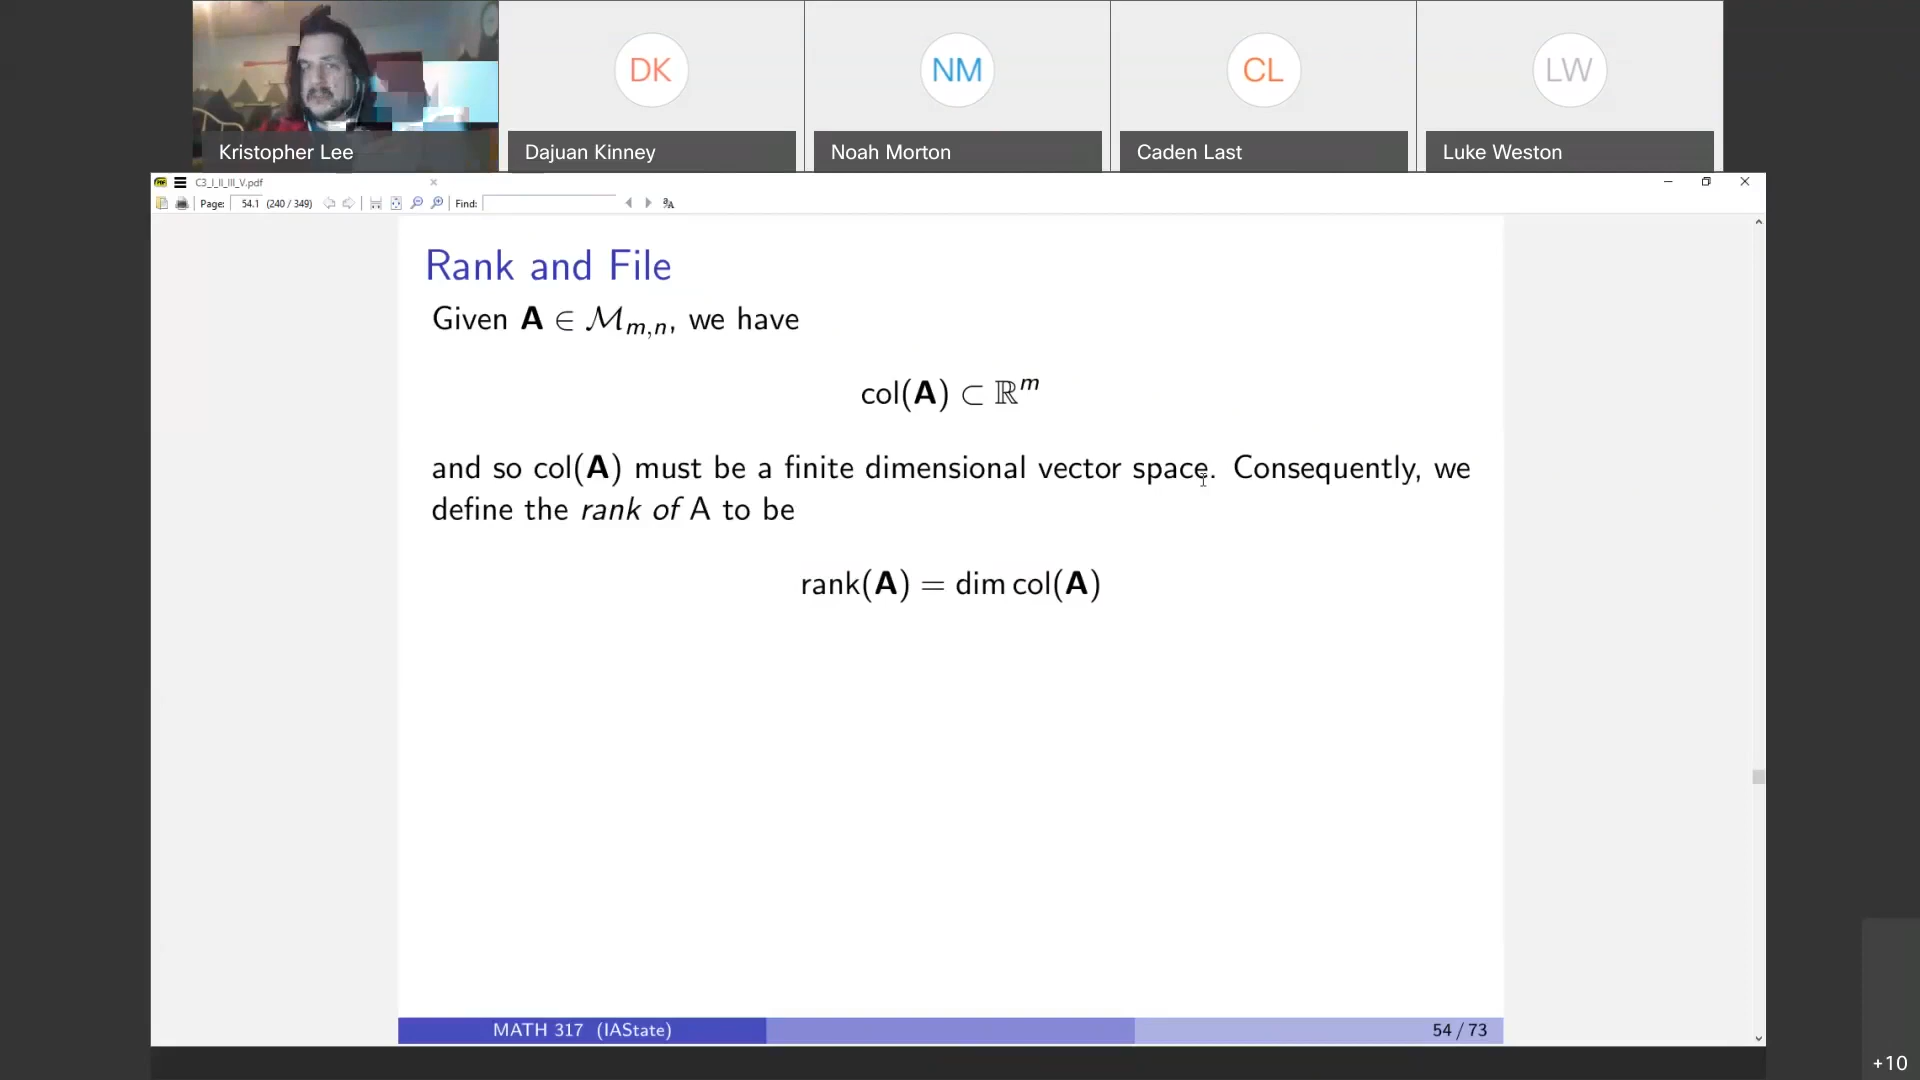 DK
NM
CL
LW
Kristopher Lee
Dajuan Kinney
Noah Morton
Caden Last
Luke Weston
C3_I_II_III_V.pdf
Page: 54.1 (240 / 349) Find:
Rank and File
Given A ∈ ℳm,n, we have
col(A) ⊂ ℝ^m
and so col(A) must be a finite dimensional vector space. Consequently, we
define the rank of A to be
rank(A) = dim col(A)
MATH 317 (IAState) 54 / 73
+10